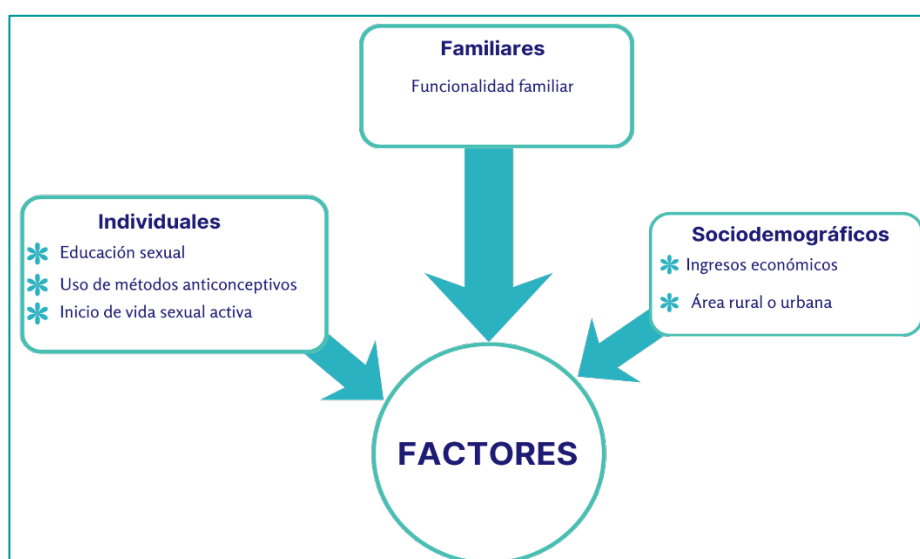 Familiares
Funcionalidad familiar
Individuales
Educación sexual
Uso de métodos anticonceptivos
Inicio de vida sexual activa
Sociodemográficos
Ingresos económicos
Área rural o urbana
FACTORES